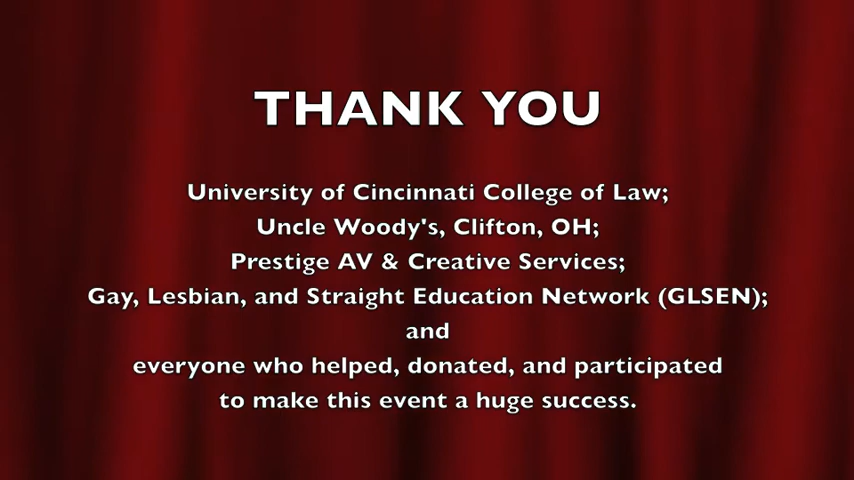 THANK YOU
University of Cincinnati College of Law;
Uncle Woody's, Clifton, OH;
Prestige AV & Creative Services;
Gay, Lesbian, and Straight Education Network (GLSEN);
and
everyone who helped, donated, and participated
to make this event a huge success.